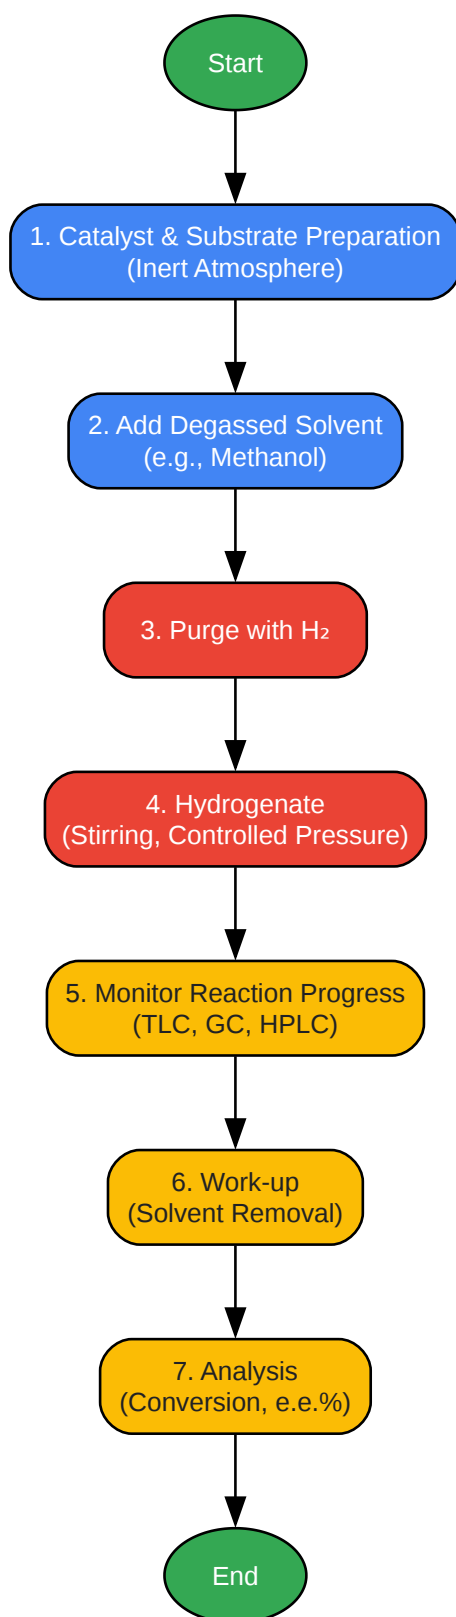 Start
1. Catalyst & Substrate Preparation
(Inert Atmosphere)
2. Add Degassed Solvent
(e.g., Methanol)
3. Purge with H₂
4. Hydrogenate
(Stirring, Controlled Pressure)
5. Monitor Reaction Progress
(TLC, GC, HPLC)
6. Work-up
(Solvent Removal)
7. Analysis
(Conversion, e.e.%)
End